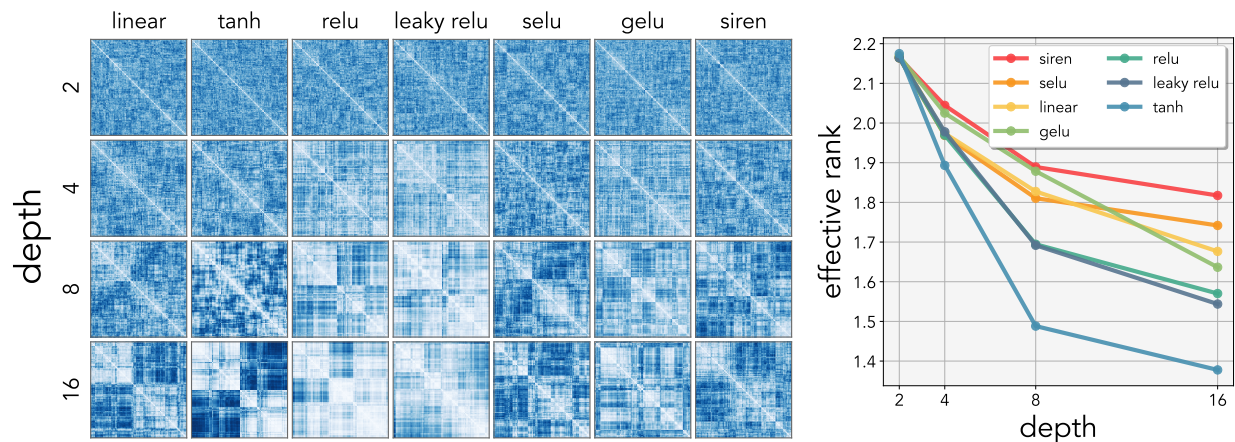 linear tanh relu leaky relu selu gelu siren
depth
2
4
8
16
effective rank
2.2
2.1
2.0
1.9
1.8
1.7
1.6
1.5
1.4
siren
selu
linear
gelu
relu
leaky relu
tanh
2 4 8 16
depth